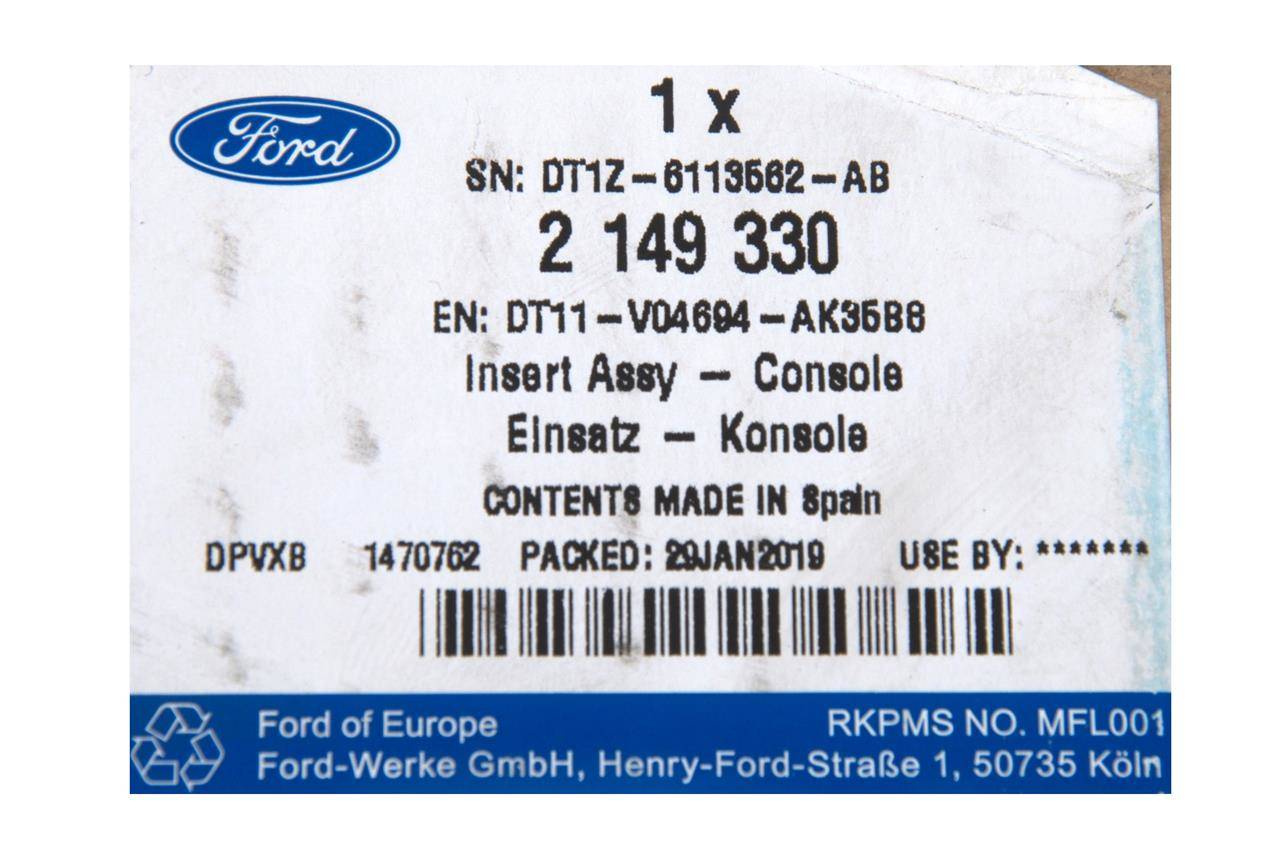 Ford
1 x
SN: DT1Z-6113562-AB
2 149 330
EN: DT11-V04694-AK35B8
Insert Assy - Console
Einsatz - Konsole
CONTENTS MADE IN Spain
DPVXB 1470762 PACKED: 29JAN2019 USE BY: *******
Ford of Europe RKPMS NO. MFL001
Ford-Werke GmbH, Henry-Ford-Straße 1, 50735 Köln